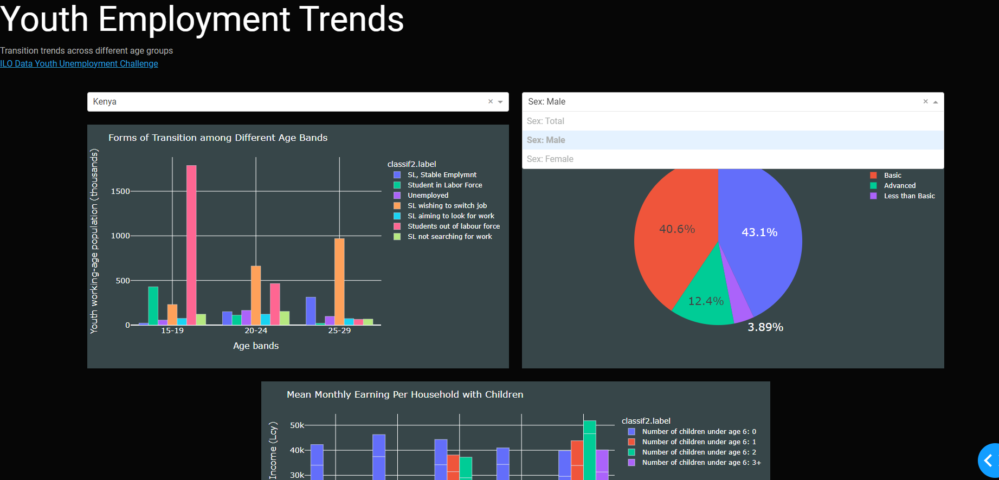 Youth Employment Trends
Transition trends across different age groups
ILO Data Youth Unemployment Challenge
Kenya
Sex: Male
Sex: Total
Sex: Male
Sex: Female
Forms of Transition among Different Age Bands
Youth working-age population (thousands)
1500
1000
500
0
15-19
20-24
25-29
Age bands
classif2.label
SL, Stable Emplymnt
Student in Labor Force
Unemployed
SL wishing to switch job
SL aiming to look for work
Students out of labour force
SL not searching for work
40.6%
43.1%
12.4%
3.89%
Basic
Advanced
Less than Basic
Mean Monthly Earning Per Household with Children
Income (Lcy)
50k
40k
30k
classif2.label
Number of children under age 6: 0
Number of children under age 6: 1
Number of children under age 6: 2
Number of children under age 6: 3+